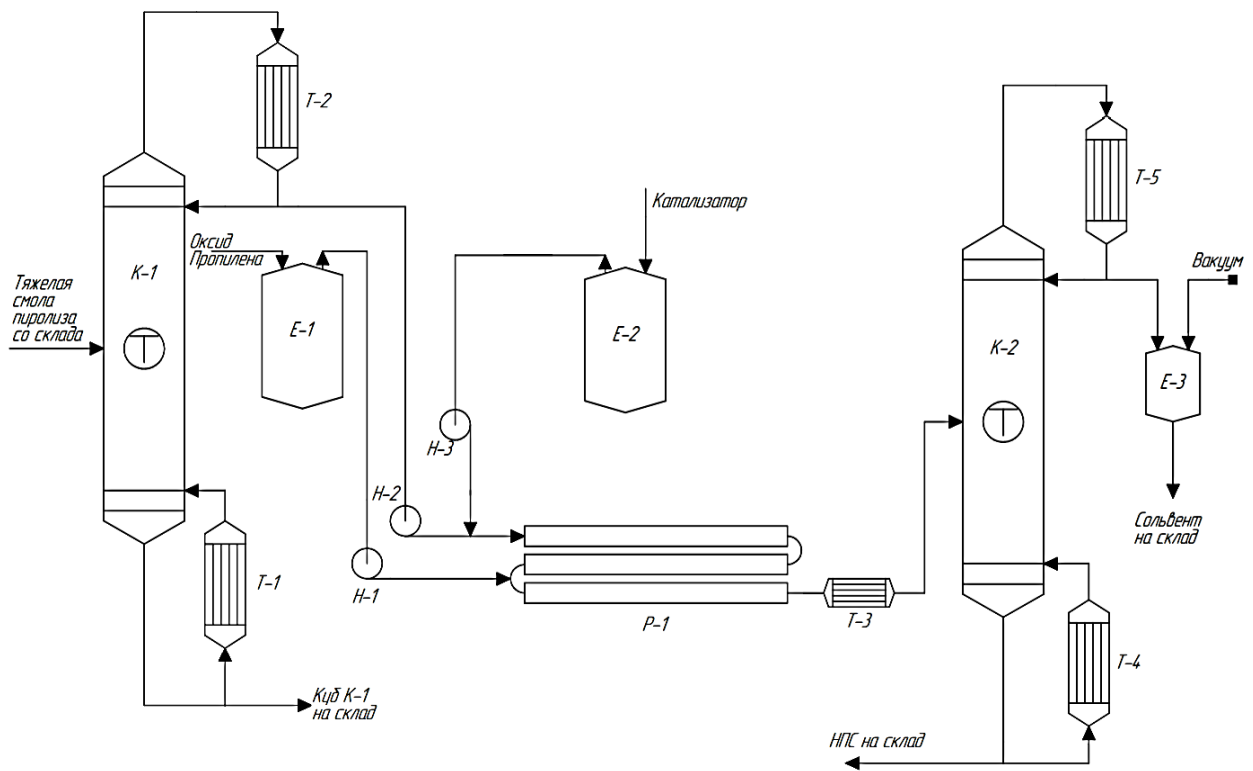 Т-2
Т-5
Катализатор
Оксид
Пропилена
К-1
Вакуум
Тяжелая
смола
пиролиза
со склада
Е-1
Е-2
К-2
Е-3
Т
Т
Н-3
Н-2
Сольвент
на склад
Т-1
Н-1
Р-1
Т-3
Т-4
Куб К-1
на склад
НПС на склад